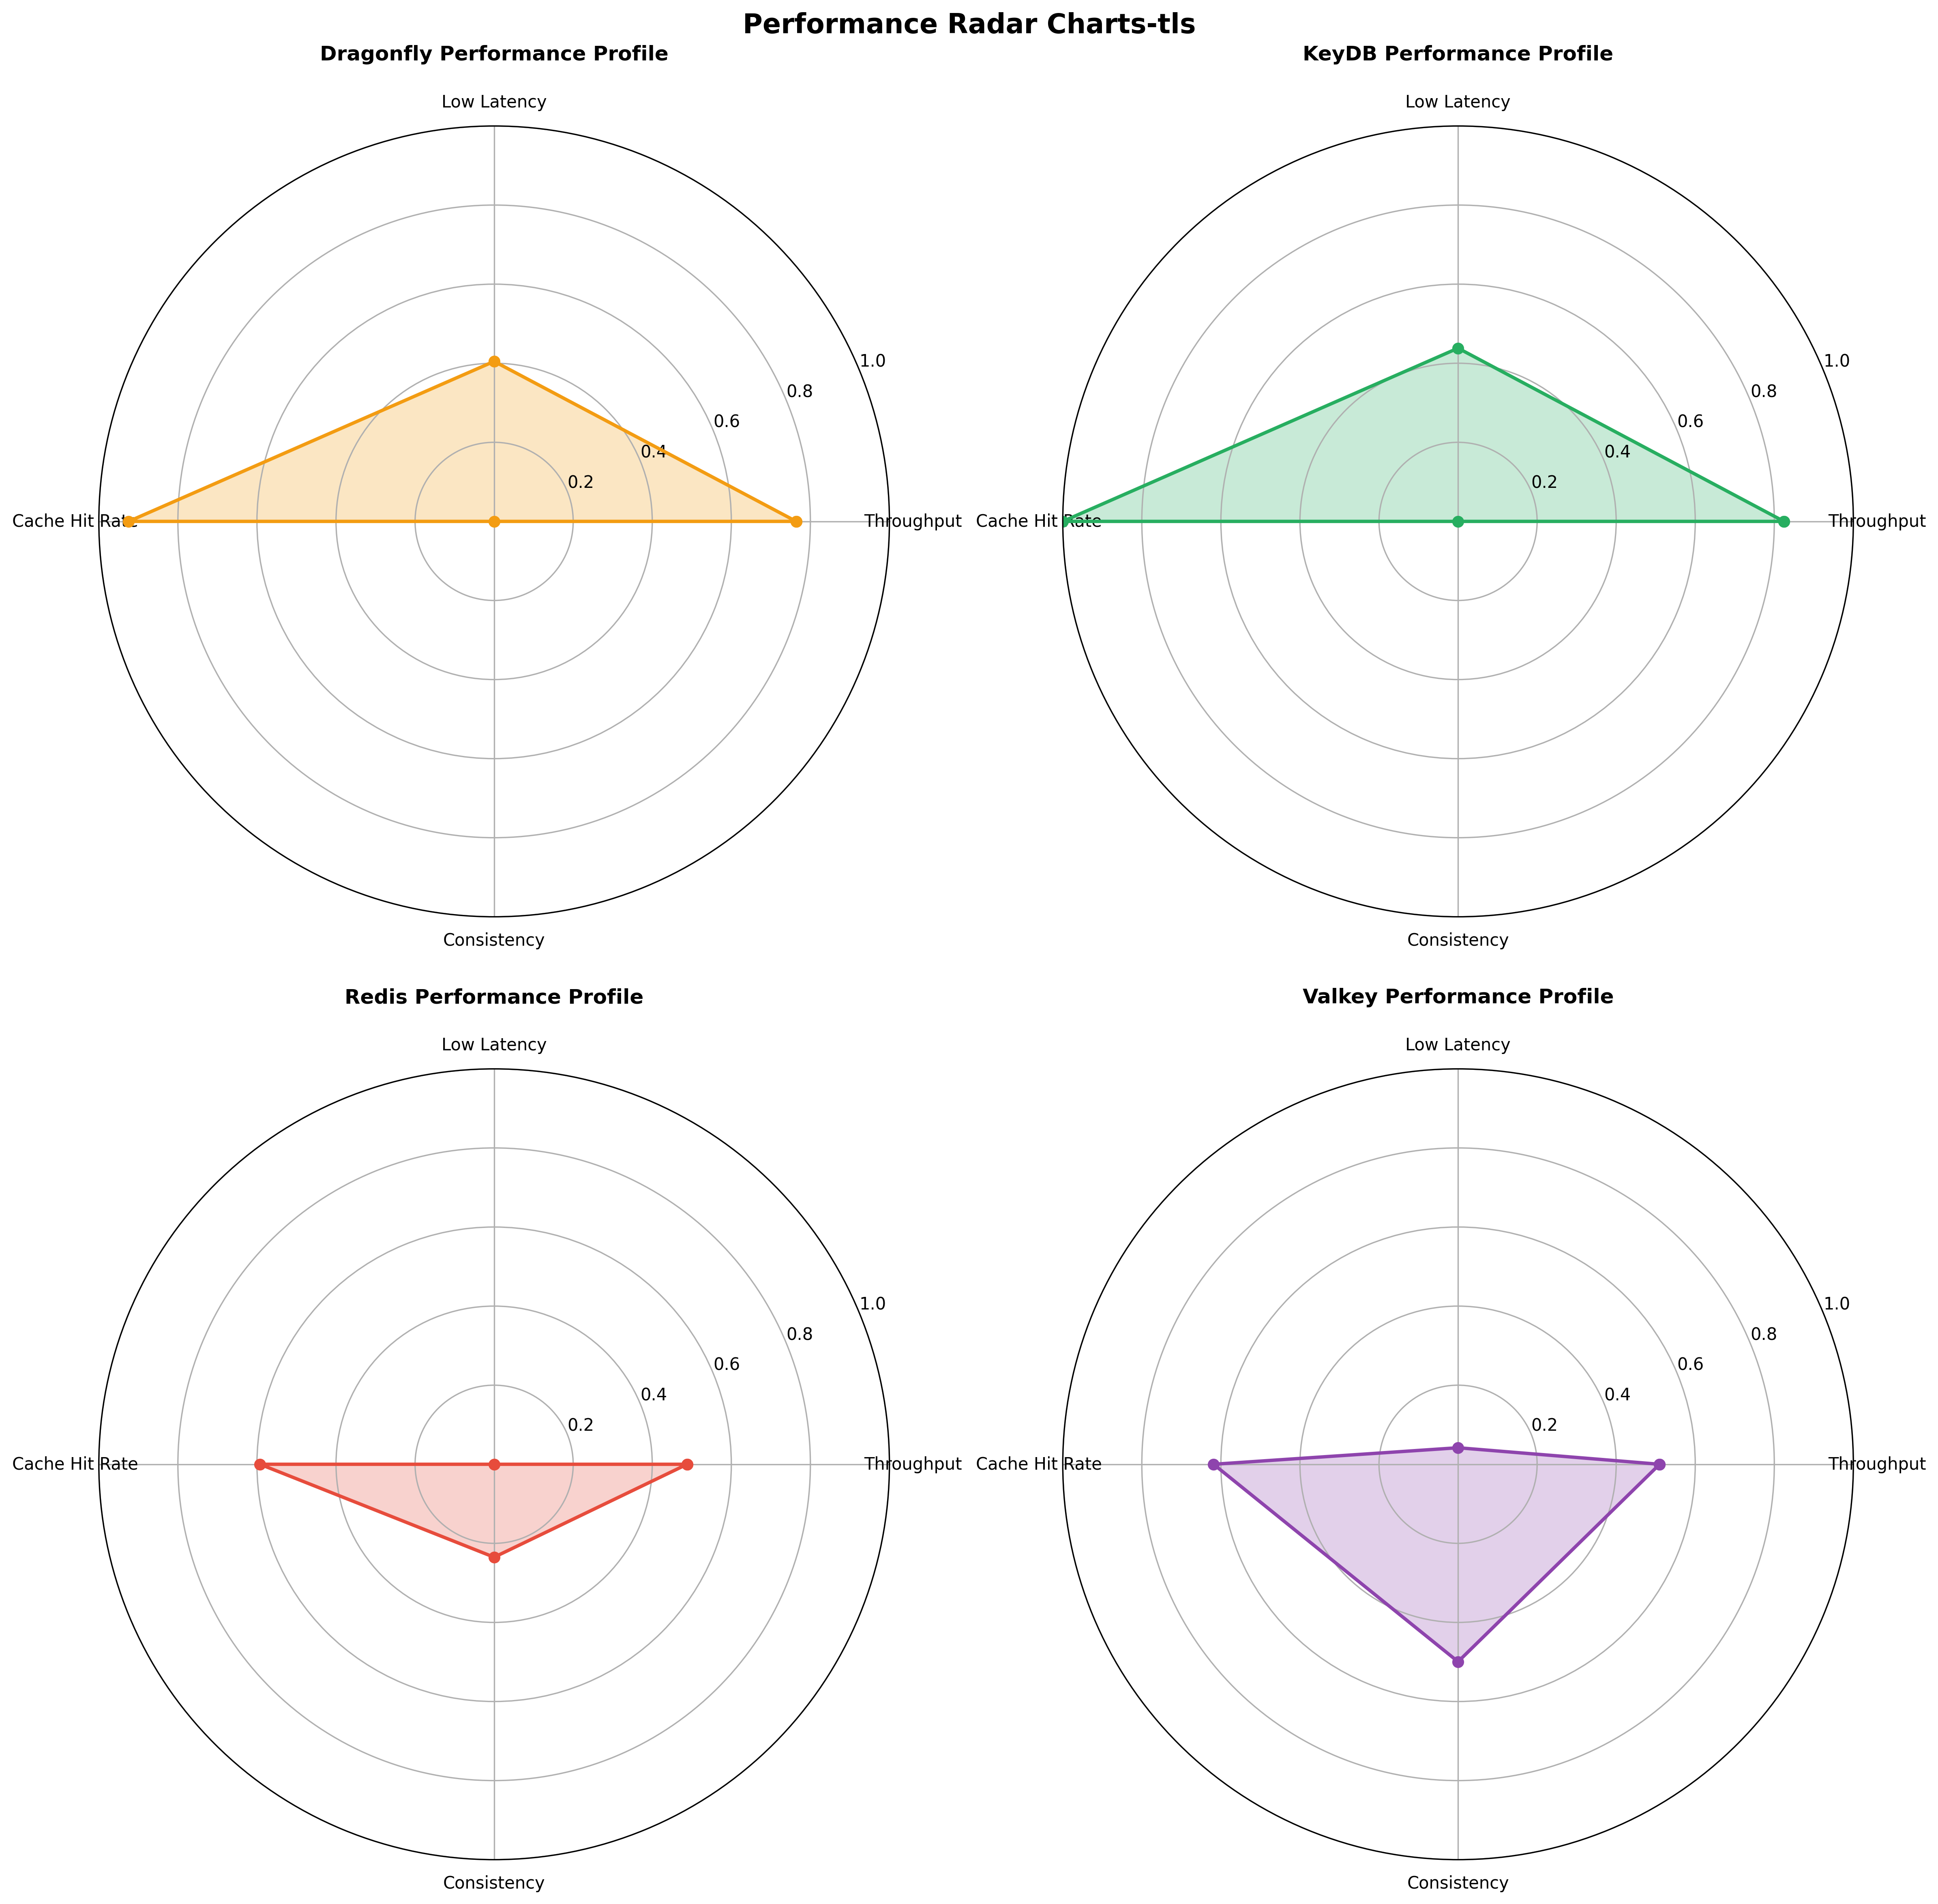 Performance Radar Charts-tls
Dragonfly Performance Profile
Low Latency
1.0
0.8
0.6
0.4
0.2
Cache Hit Rate
Throughput
Consistency
KeyDB Performance Profile
Low Latency
1.0
0.8
0.6
0.4
0.2
Cache Hit Rate
Throughput
Consistency
Redis Performance Profile
Low Latency
1.0
0.8
0.6
0.4
0.2
Cache Hit Rate
Throughput
Consistency
Valkey Performance Profile
Low Latency
1.0
0.8
0.6
0.4
0.2
Cache Hit Rate
Throughput
Consistency